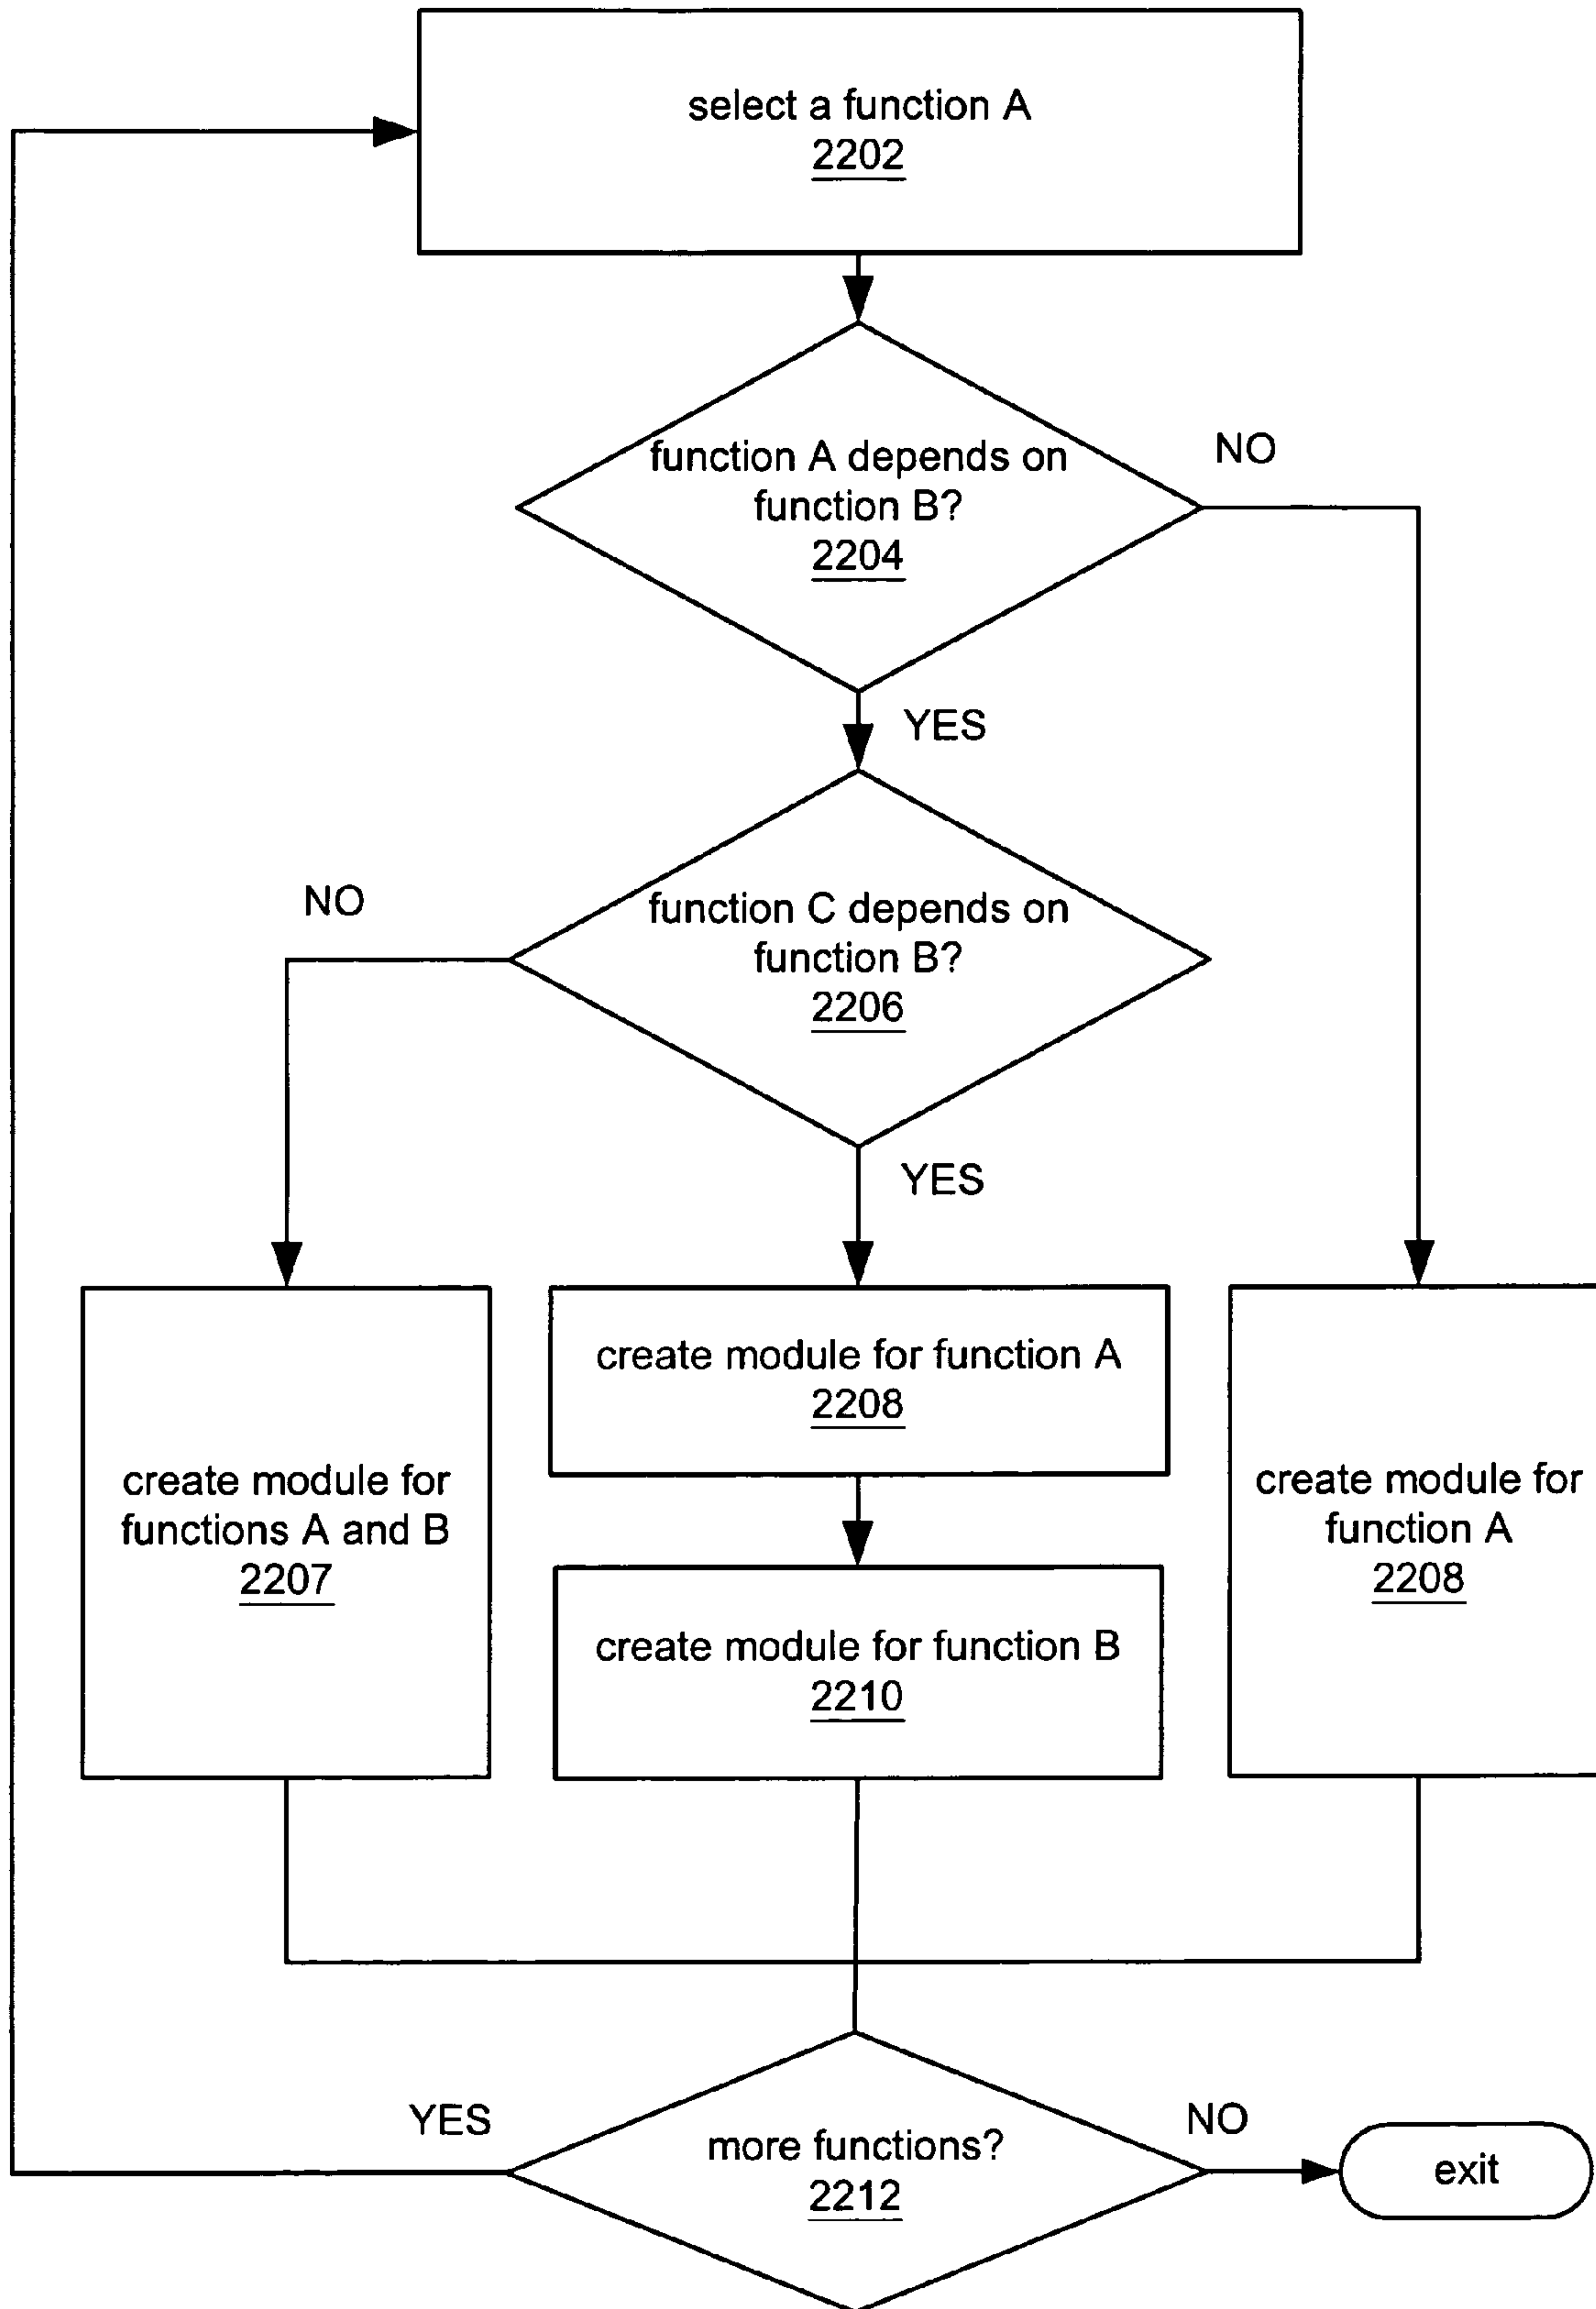 select a function A
2202
function A depends on
function B?
2204
NO
YES
function C depends on
function B?
2206
NO
YES
create module for
functions A and B
2207
create module for function A
2208
create module for function B
2210
create module for
function A
2208
more functions?
2212
YES
NO
exit